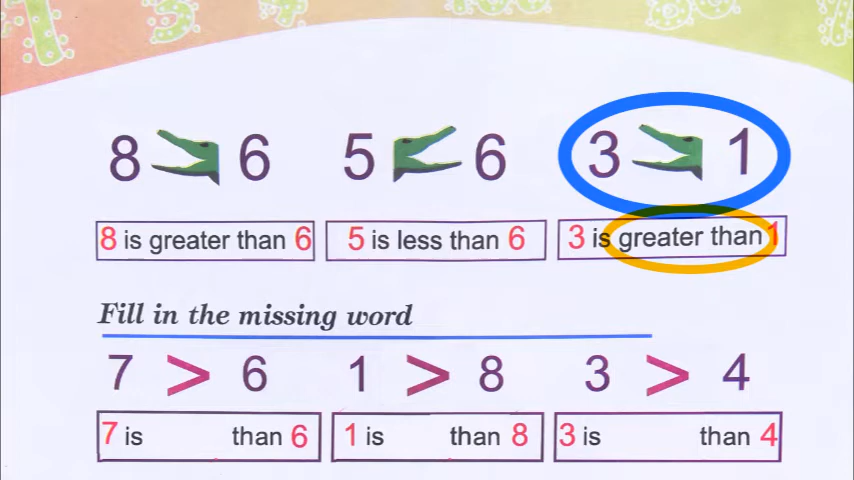 8 6 5 6 3 1
8 is greater than 6 5 is less than 6 3 is greater than 1
Fill in the missing word
7 > 6 1 > 8 3 > 4
7 is than 6 1 is than 8 3 is than 4